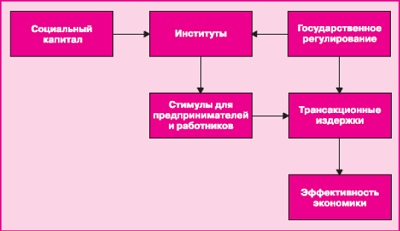 Социальный
капитал
Институты
Государственное
регулирование
Стимулы для
предпринимателей
и работников
Трансакционные
издержки
Эффективность
экономики